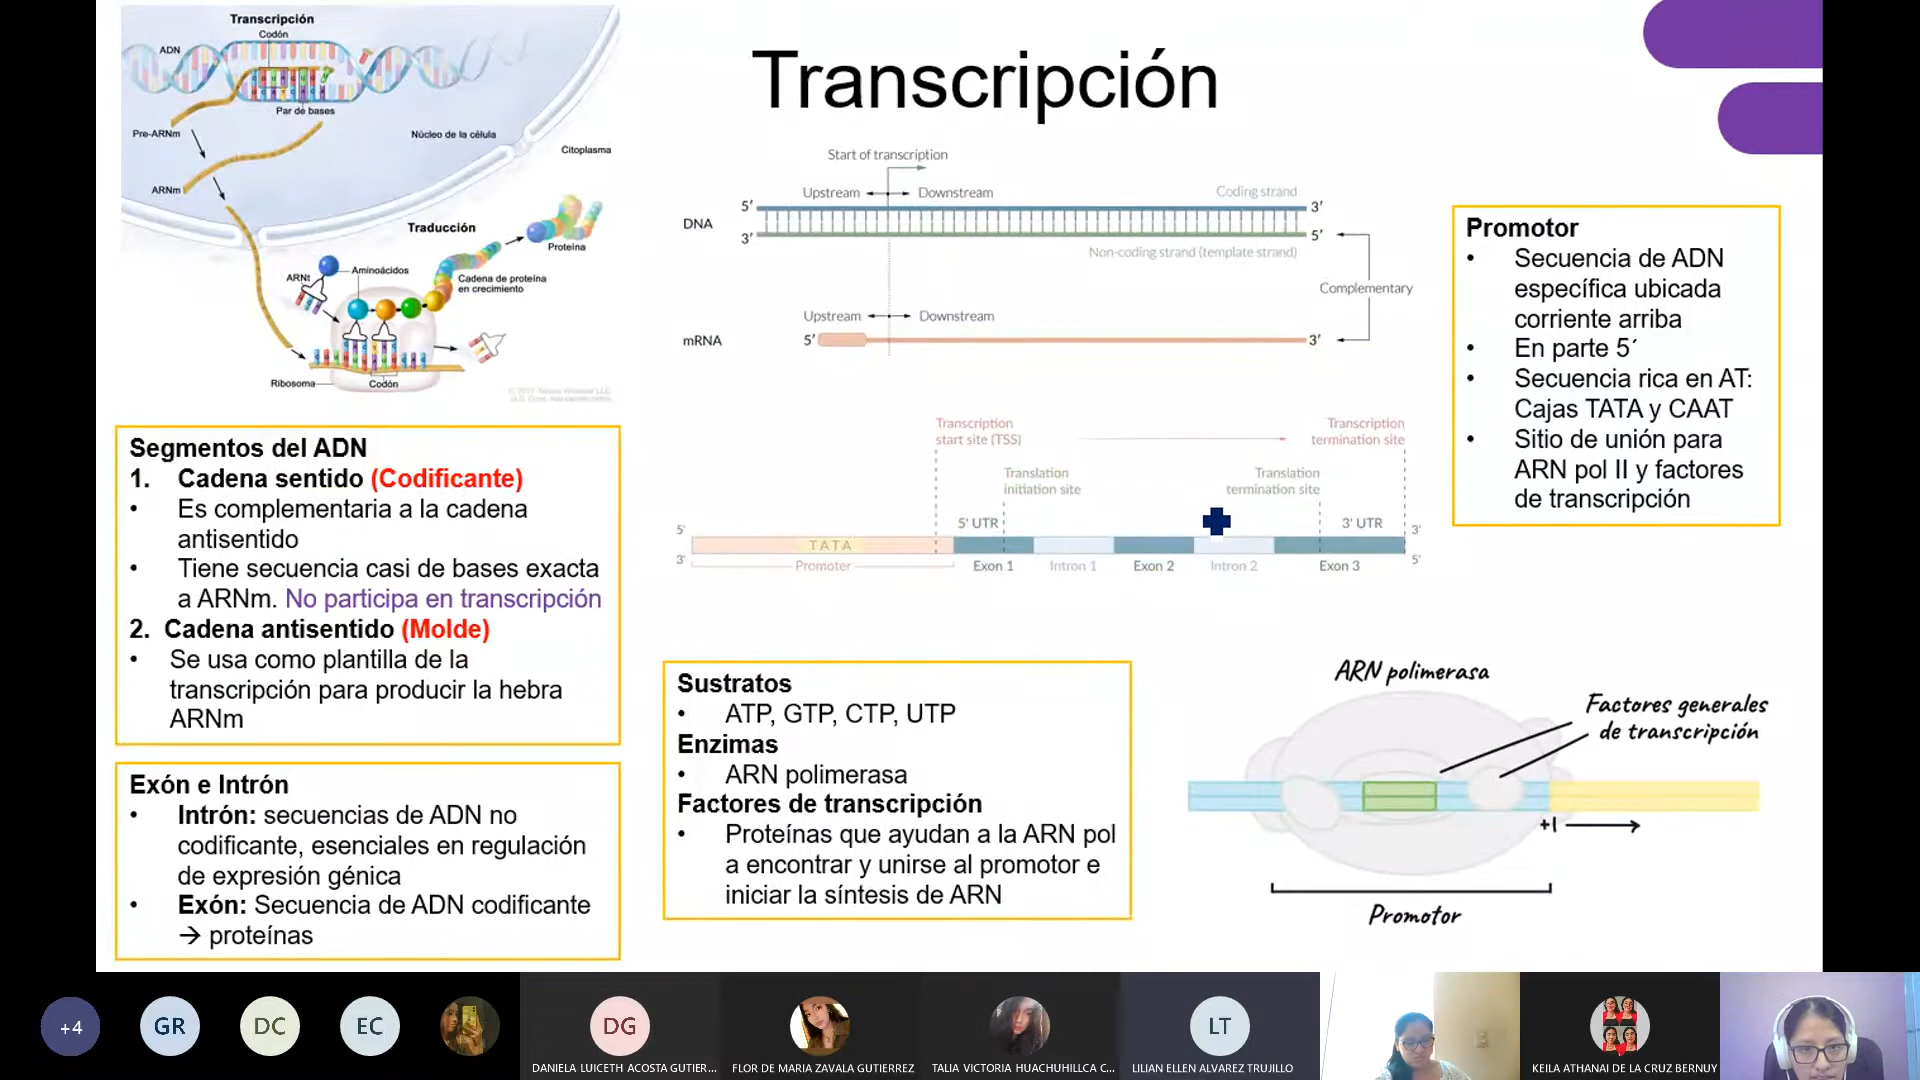 Transcripción
Transcripción
Codón
ADN
Par de bases
Pre-ARNm
Núcleo de la célula
Citoplasma
ARNm
Traducción
Proteína
ARNt
Aminoácidos
Cadena de proteína
en crecimiento
Ribosoma
Codón
Segmentos del ADN
1. Cadena sentido (Codificante)
• Es complementaria a la cadena
antisentido
• Tiene secuencia casi de bases exacta
a ARNm. No participa en transcripción
2. Cadena antisentido (Molde)
• Se usa como plantilla de la
transcripción para producir la hebra
ARNm
Exón e Intrón
• Intrón: secuencias de ADN no
codificante, esenciales en regulación
de expresión génica
• Exón: Secuencia de ADN codificante
→ proteínas
Start of transcription
Upstream Downstream
Coding strand
DNA
5’ 3’
3’ 5’
Non-coding strand (template strand)
Complementary
Upstream Downstream
mRNA 5’ 3’
Transcription
start site (TSS)
Transcription
termination site
Translation
initiation site
Translation
termination site
5' UTR 3' UTR
5' 3'
TATA
3' 5'
Promoter Exon 1 Intron 1 Exon 2 Intron 2 Exon 3
Promotor
• Secuencia de ADN
específica ubicada
corriente arriba
• En parte 5´
• Secuencia rica en AT:
Cajas TATA y CAAT
• Sitio de unión para
ARN pol II y factores
de transcripción
Sustratos
• ATP, GTP, CTP, UTP
Enzimas
• ARN polimerasa
Factores de transcripción
• Proteínas que ayudan a la ARN pol
a encontrar y unirse al promotor e
iniciar la síntesis de ARN
ARN polimerasa
Factores generales
de transcripción
+1
Promotor
+4
GR
DC
EC
DG
LT
DANIELA LUICETH ACOSTA GUTIER...
FLOR DE MARIA ZAVALA GUTIERREZ
TALIA VICTORIA HUACHUHILLCA C...
LILIAN ELLEN ALVAREZ TRUJILLO
KEILA ATHANAI DE LA CRUZ BERNUY